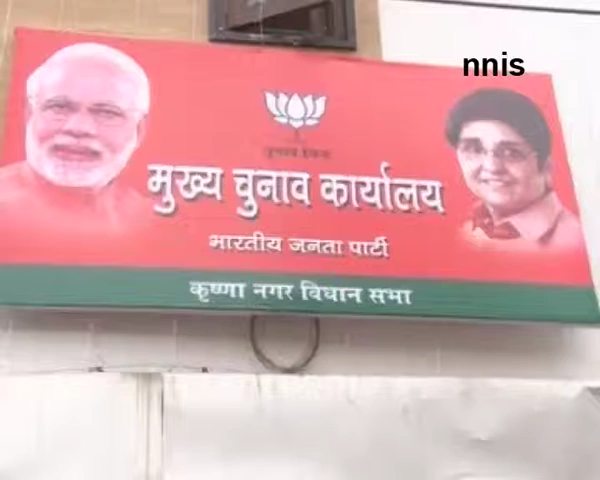 nnis
मुख्य चुनाव कार्यालय
भारतीय जनता पार्टी
कृष्णा नगर विधान सभा